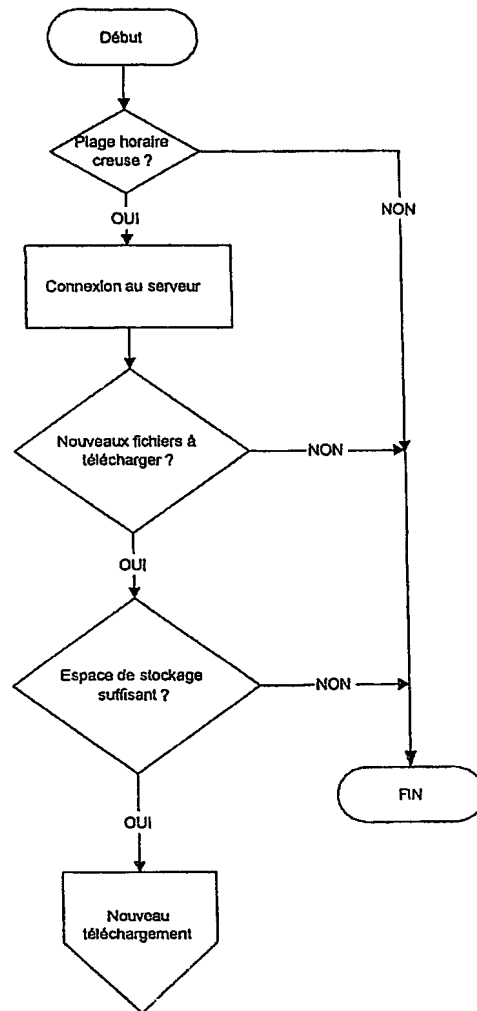 Début
Plage horaire
creuse ?
OUI
NON
Connexion au serveur
Nouveaux fichiers à
télécharger ?
NON
OUI
Espace de stockage
suffisant ?
NON
OUI
FIN
Nouveau
téléchargement